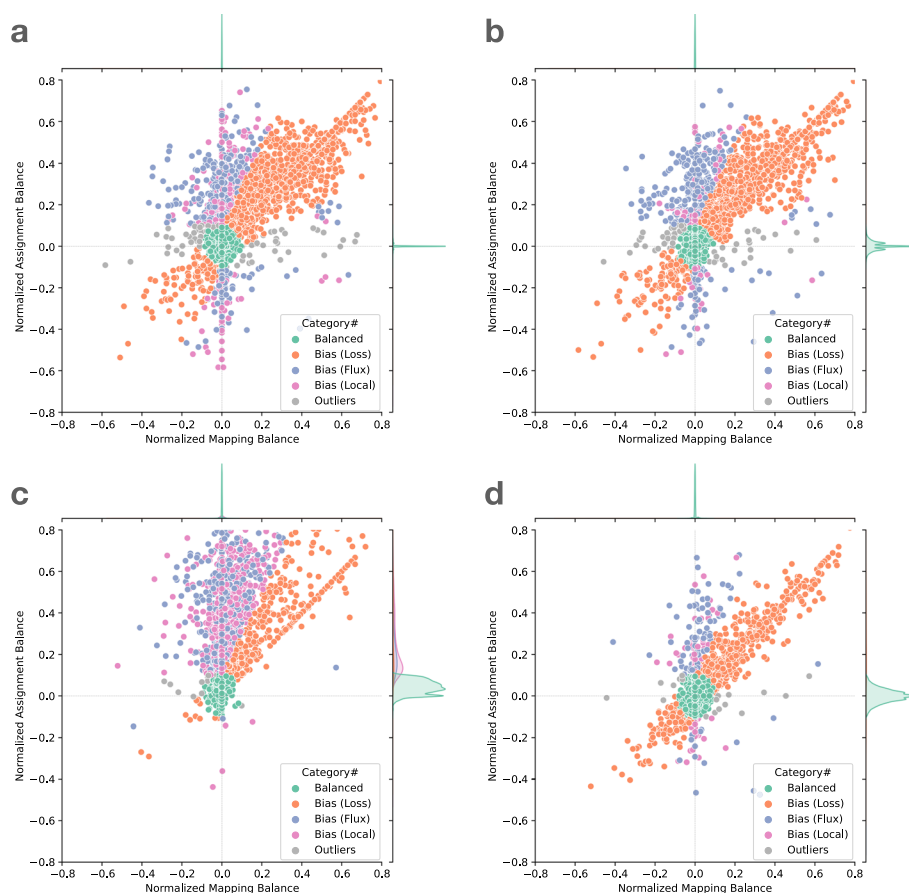 a
0.8
0.6
0.4
0.2
0.0
−0.2
−0.4
−0.6
−0.8
Normalized Assignment Balance
Category#
Balanced
Bias (Loss)
Bias (Flux)
Bias (Local)
Outliers
−0.8 −0.6 −0.4 −0.2 0.0 0.2 0.4 0.6 0.8
Normalized Mapping Balance
b
0.8
0.6
0.4
0.2
0.0
−0.2
−0.4
−0.6
−0.8
Normalized Assignment Balance
Category#
Balanced
Bias (Loss)
Bias (Flux)
Bias (Local)
Outliers
−0.8 −0.6 −0.4 −0.2 0.0 0.2 0.4 0.6 0.8
Normalized Mapping Balance
c
0.8
0.6
0.4
0.2
0.0
−0.2
−0.4
−0.6
−0.8
Normalized Assignment Balance
Category#
Balanced
Bias (Loss)
Bias (Flux)
Bias (Local)
Outliers
−0.8 −0.6 −0.4 −0.2 0.0 0.2 0.4 0.6 0.8
Normalized Mapping Balance
d
0.8
0.6
0.4
0.2
0.0
−0.2
−0.4
−0.6
−0.8
Normalized Assignment Balance
Category#
Balanced
Bias (Loss)
Bias (Flux)
Bias (Local)
Outliers
−0.8 −0.6 −0.4 −0.2 0.0 0.2 0.4 0.6 0.8
Normalized Mapping Balance